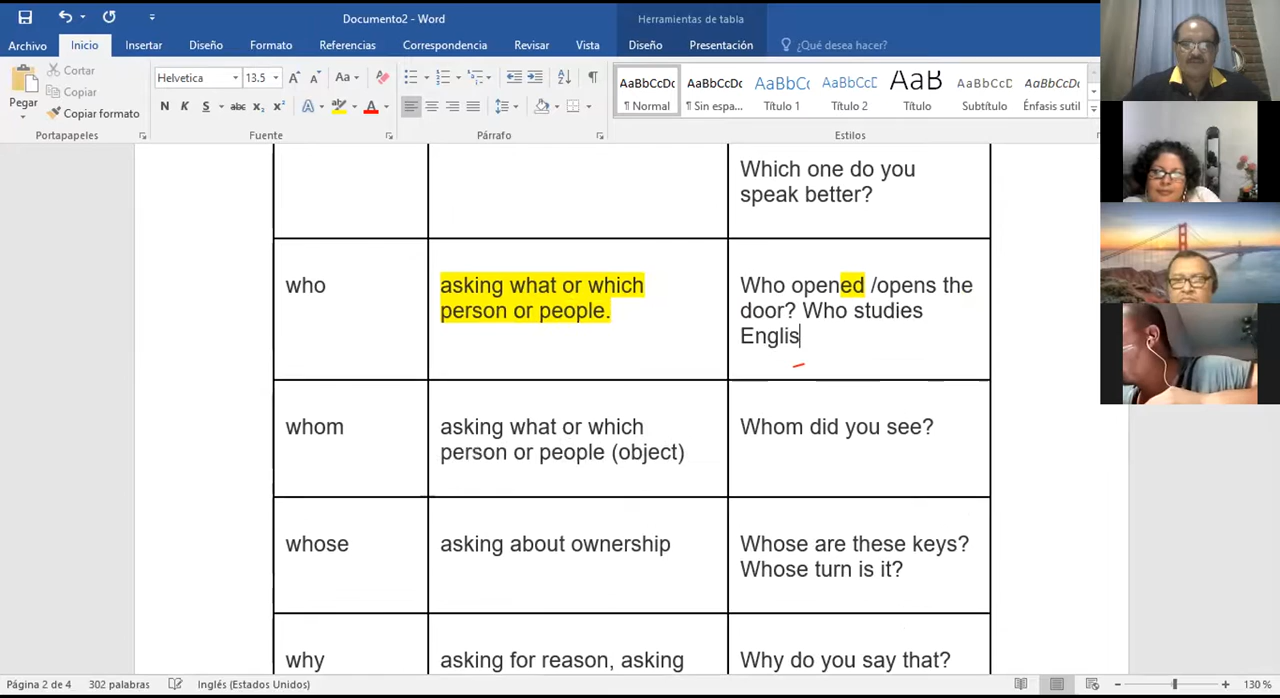 Documento2 - Word
Herramientas de tabla
Archivo Inicio Insertar Diseño Formato Referencias Correspondencia Revisar Vista Diseño Presentación ¿Qué desea hacer?
Pegar
Cortar
Copiar
Copiar formato
Helvetica 13.5
N K S abc x₂ x²
AaBbCcDc AaBbCcDc AaBbCcC AaBbCcD AaB AaBbCcD AaBbCcDc
¶ Normal ¶ Sin espa... Título 1 Título 2 Título Subtítulo Énfasis sutil
Portapapeles Fuente Párrafo Estilos
Which one do you
speak better?
who
asking what or which
person or people.
Who opened /opens the
door? Who studies
Englis
whom
asking what or which
person or people (object)
Whom did you see?
whose
asking about ownership
Whose are these keys?
Whose turn is it?
why
asking for reason, asking
Why do you say that?
Página 2 de 4 302 palabras Inglés (Estados Unidos) 130 %